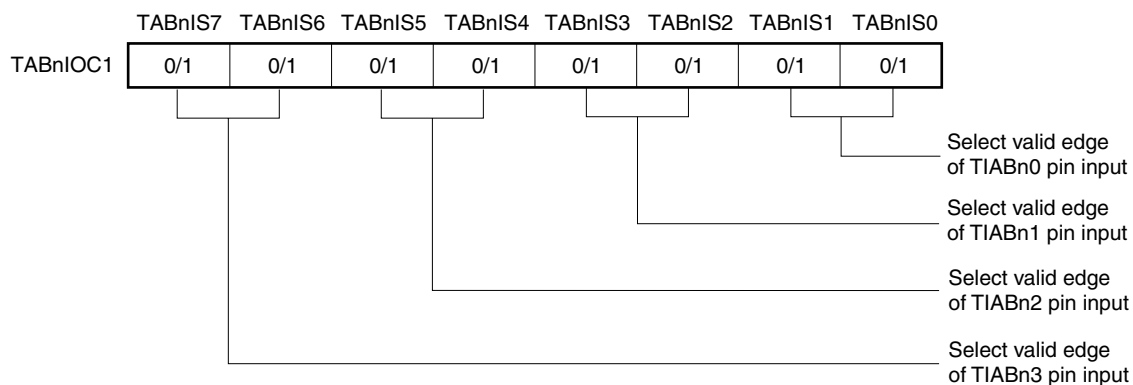 TABnIS7 TABnIS6 TABnIS5 TABnIS4 TABnIS3 TABnIS2 TABnIS1 TABnIS0
TABnIOC1 0/1 0/1 0/1 0/1 0/1 0/1 0/1 0/1
Select valid edge
of TIABn0 pin input
Select valid edge
of TIABn1 pin input
Select valid edge
of TIABn2 pin input
Select valid edge
of TIABn3 pin input